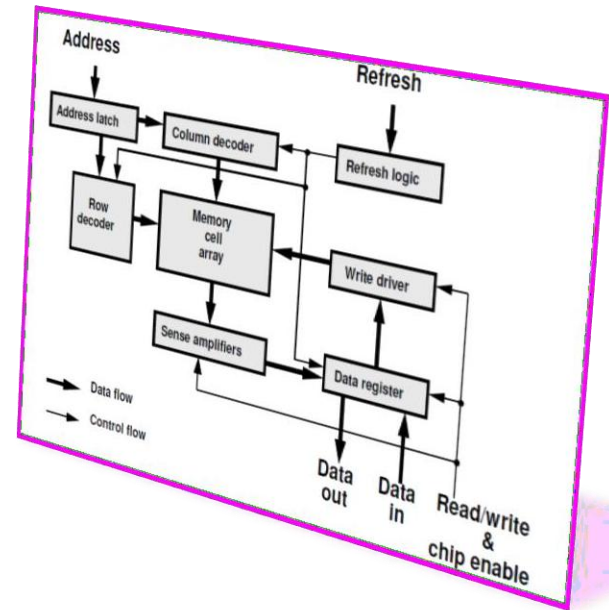 Address
Refresh
Address latch
Column decoder
Refresh logic
Row
decoder
Memory
cell
array
Write driver
Sense amplifiers
Data register
Data flow
Control flow
Data
out
Data
in
Read/write
&
chip enable